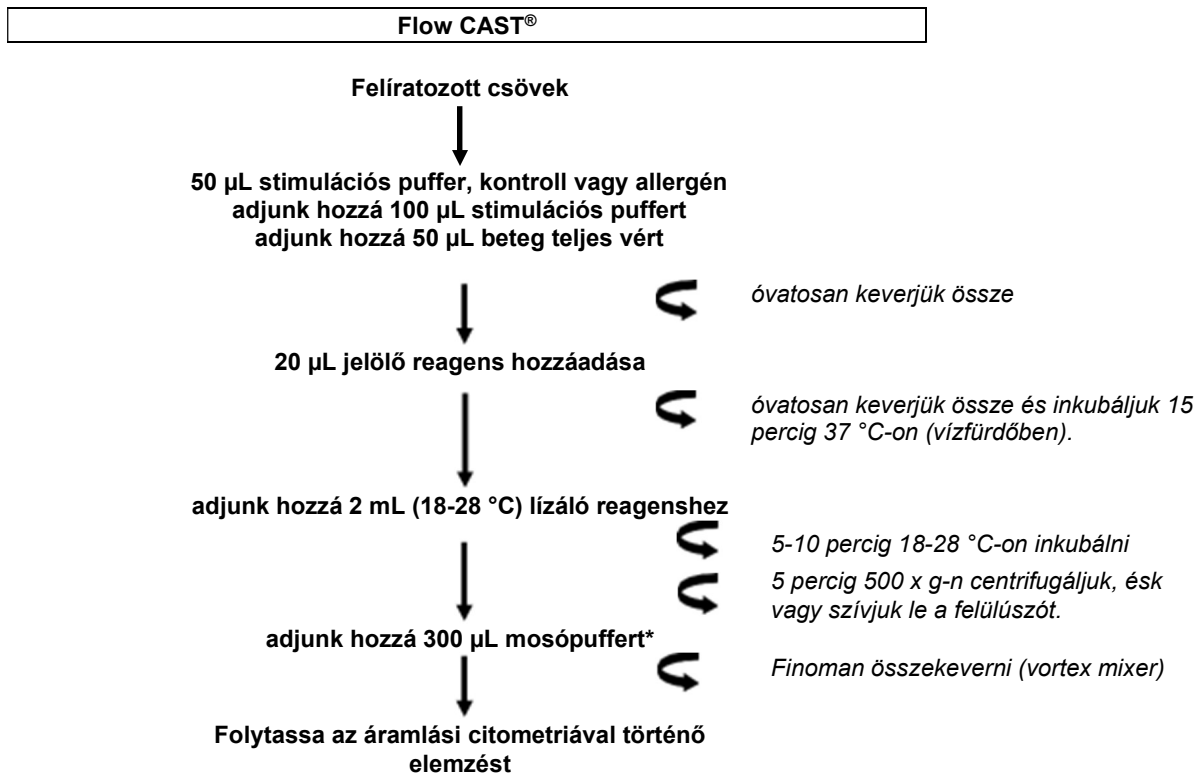 Flow CAST®
Felíratozott csövek
50 µL stimulációs puffer, kontroll vagy allergén
adjunk hozzá 100 µL stimulációs puffert
adjunk hozzá 50 µL beteg teljes vért
óvatosan keverjük össze
20 µL jelölő reagens hozzáadása
óvatosan keverjük össze és inkubáljuk 15
percig 37 °C-on (vízfürdőben).
adjunk hozzá 2 mL (18-28 °C) lízáló reagenshez
5-10 percig 18-28 °C-on inkubálni
5 percig 500 x g-n centrifugáljuk, ésk
vagy szívjuk le a felülúszót.
adjunk hozzá 300 µL mosópuffert*
Finoman összekeverni (vortex mixer)
Folytassa az áramlási citometriával történő
elemzést